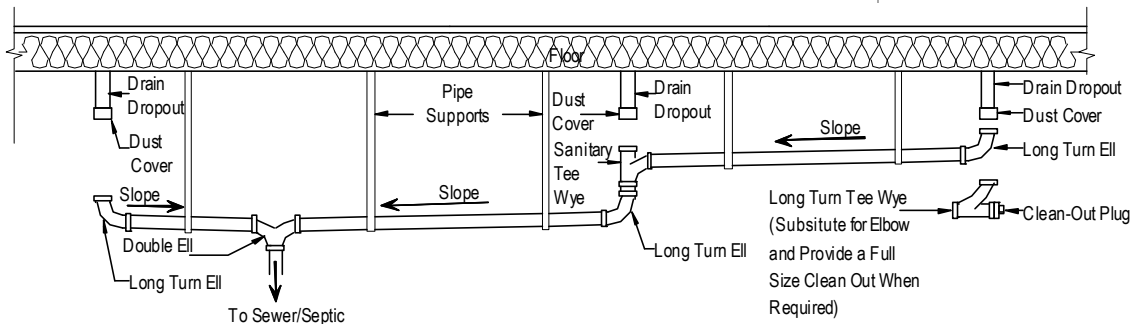 Floor
Drain
Dropout
Dust
Cover
Pipe
Supports
Dust
Cover
Sanitary
Tee
Wye
Drain
Dropout
Slope
Drain Dropout
Dust Cover
Long Turn Ell
Slope
Slope
Double Ell
Long Turn Ell
To Sewer/Septic
Long Turn Ell
Long Turn Tee Wye
(Subsitute for Elbow
and Provide a Full
Size Clean Out When
Required)
Clean-Out Plug